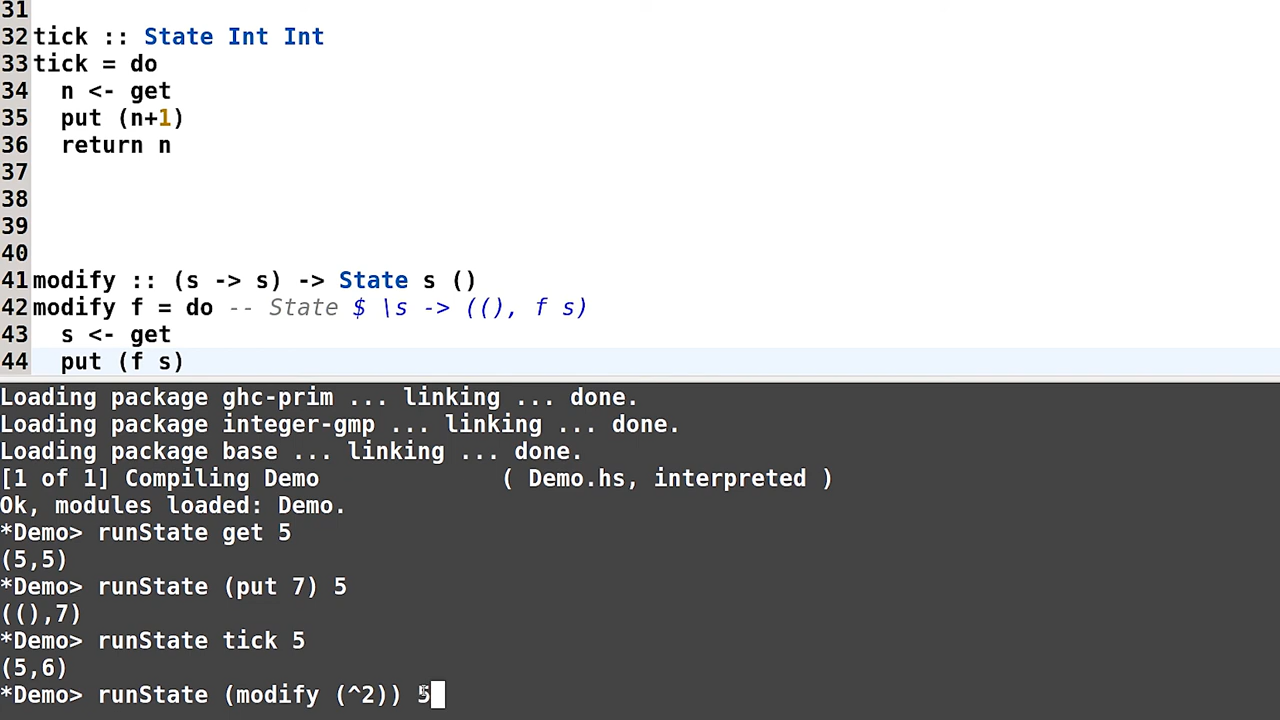 31
32 tick :: State Int Int
33 tick = do
34   n <- get
35   put (n+1)
36   return n
37
38
39
40
41 modify :: (s -> s) -> State s ()
42 modify f = do -- State $ \s -> ((), f s)
43   s <- get
44   put (f s)
Loading package ghc-prim ... linking ... done.
Loading package integer-gmp ... linking ... done.
Loading package base ... linking ... done.
[1 of 1] Compiling Demo             ( Demo.hs, interpreted )
Ok, modules loaded: Demo.
*Demo> runState get 5
(5,5)
*Demo> runState (put 7) 5
((),7)
*Demo> runState tick 5
(5,6)
*Demo> runState (modify (^2)) 5